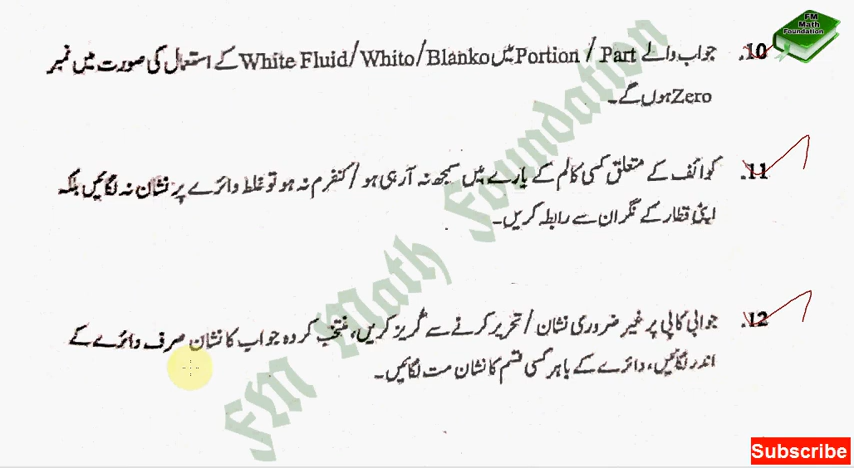 FM
Math
Foundation
10. جواب والے Portion / Part میں White Fluid/Whito/Blanko کے استعمال کی صورت میں نمبر
Zero ہوں گے۔
11. کوائف کے متعلق کسی کالم کے بارے میں سمجھ نہ آرہی ہو / کنفرم نہ ہو تو غلط دائرے پر نشان نہ لگائیں بلکہ
اپنی قطار کے نگران سے رابطہ کریں۔
12. جوابی کاپی پر غیر ضروری نشان / تحریر کرنے سے گریز کریں، منتخب کردہ جواب کا نشان صرف دائرے کے
اندر لگائیں، دائرے کے باہر کسی قسم کا نشان مت لگائیں۔
FM Math Foundation
Subscribe